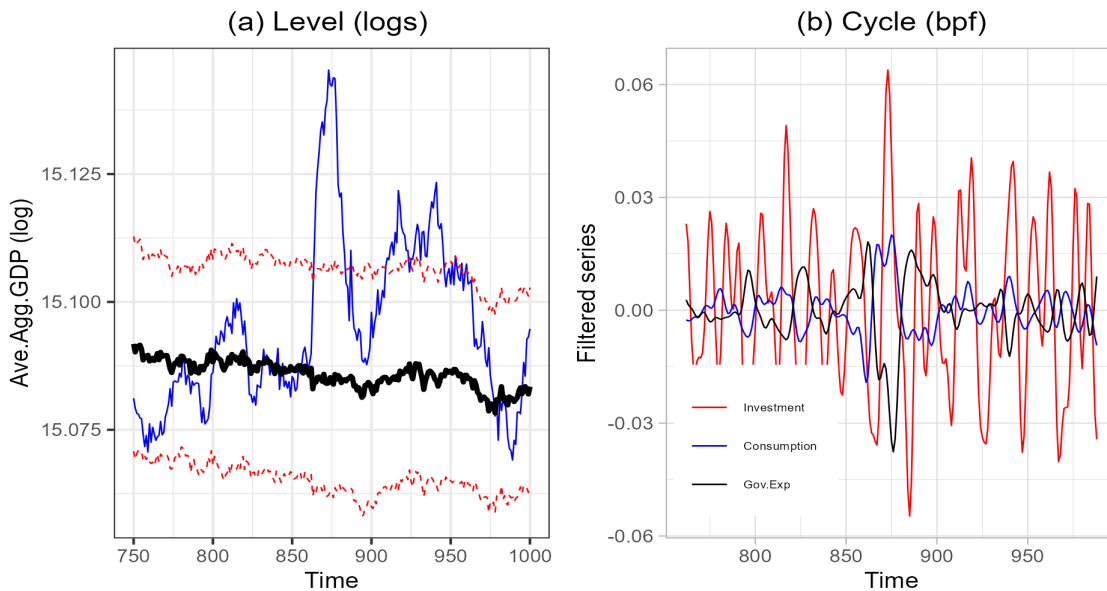 (a) Level (logs)
Ave.Agg.GDP (log)
15.125
15.100
15.075
750 800 850 900 950 1000
Time
(b) Cycle (bpf)
Filtered series
0.06
0.03
0.00
-0.03
-0.06
Investment
Consumption
Gov.Exp
800 850 900 950
Time